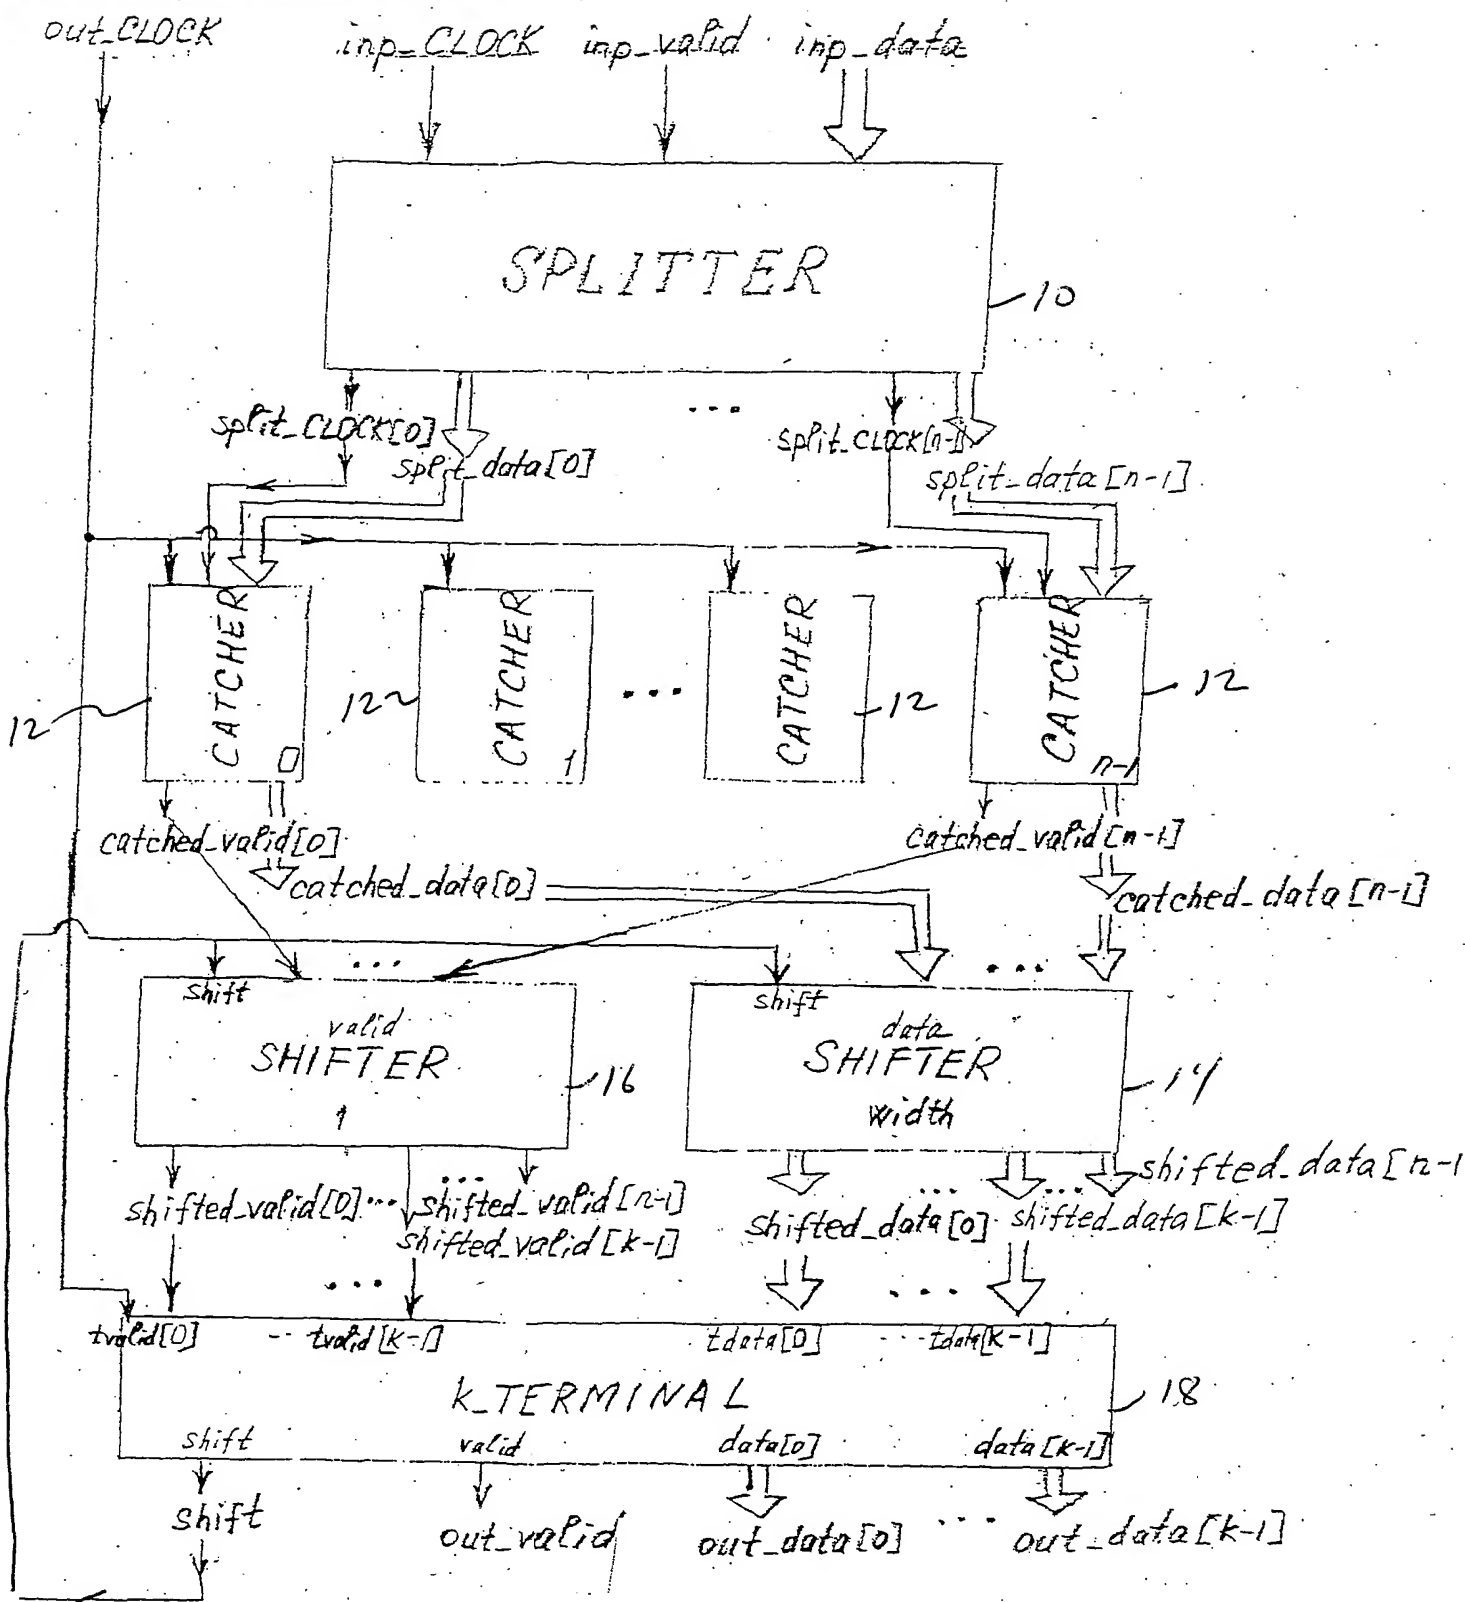 out_CLOCK
inp_CLOCK inp_valid inp_data
SPLITTER
10
split_CLOCK[0]
split_data[0]
...
split_CLOCK[n-1]
split_data[n-1]
CATCHER
0
12
CATCHER
1
12
...
CATCHER
12
CATCHER
n-1
12
catched_valid[0]
catched_data[0]
catched_valid[n-1]
catched_data[n-1]
...
...
shift
valid
SHIFTER
1
16
shift
data
SHIFTER
width
14
shifted_valid[0] ... shifted_valid[n-1]
shifted_valid[k-1]
shifted_data[n-1
shifted_data[0] ... shifted_data[k-1]
...
...
tvalid[0] ... tvalid[k-1] tdata[0] ... tdata[k-1]
k_TERMINAL
18
shift valid data[0] data[k-1]
shift
out_valid out_data[0] ... out_data[k-1]